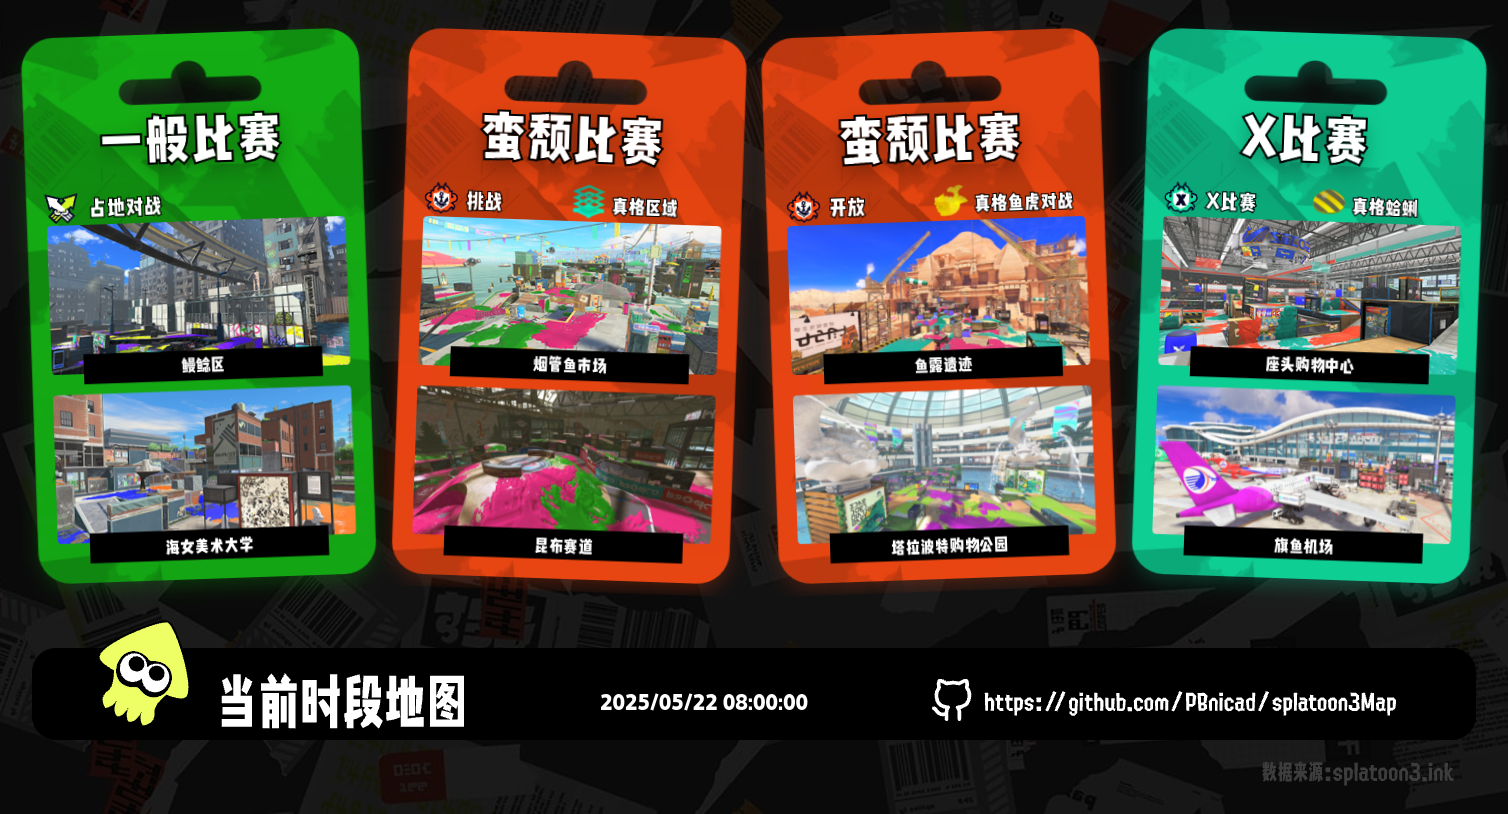 一般比赛
占地对战
鳗鲶区
海女美术大学
蛮颓比赛
挑战
真格区域
烟管鱼市场
昆布赛道
蛮颓比赛
开放
真格鱼虎对战
鱼露遗迹
塔拉波特购物公园
X比赛
X比赛
真格蛤蜊
座头购物中心
旗鱼机场
当前时段地图
2025/05/22 08:00:00
https://github.com/PBnicad/splatoon3Map
数据来源:splatoon3.ink